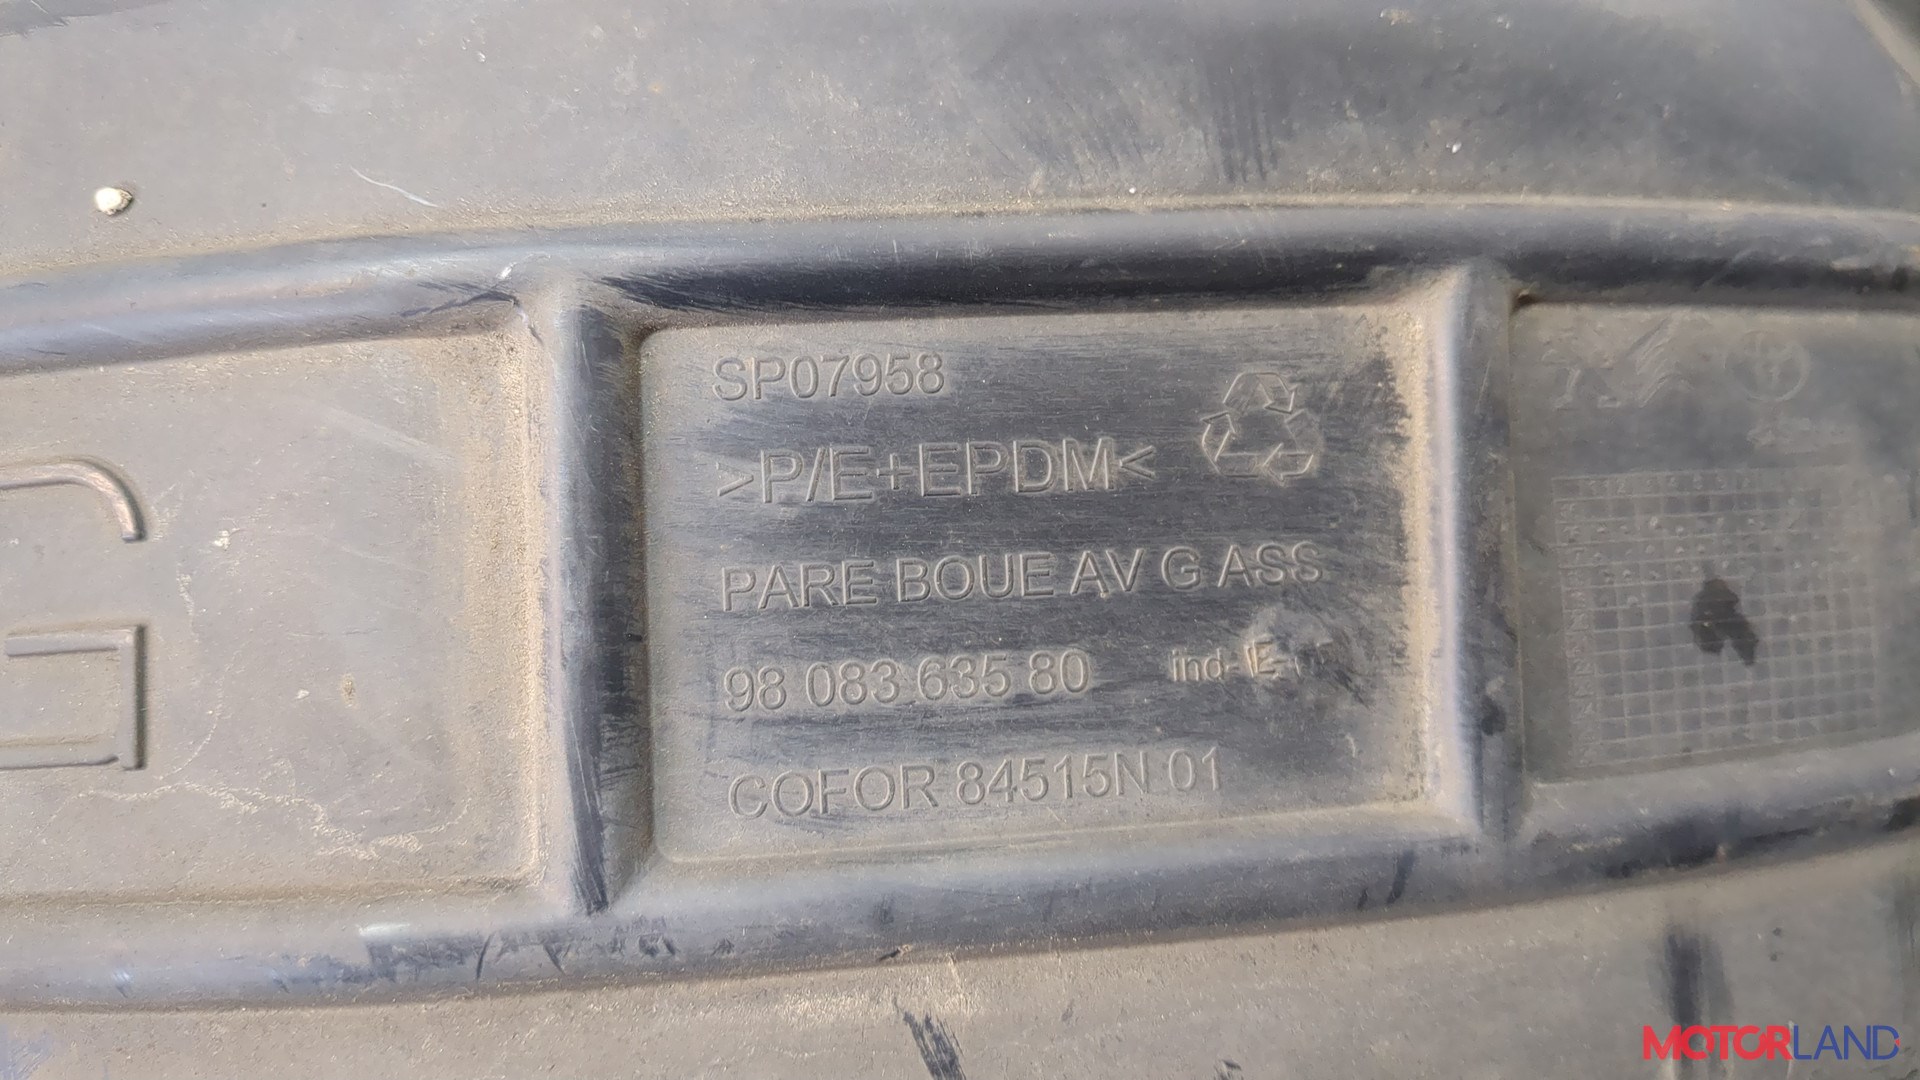 SP07958
>P/E+EPDM<
PARE BOUE AV G ASS
98 083 635 80
COFOR 84515N 01
G
MOTORLAND